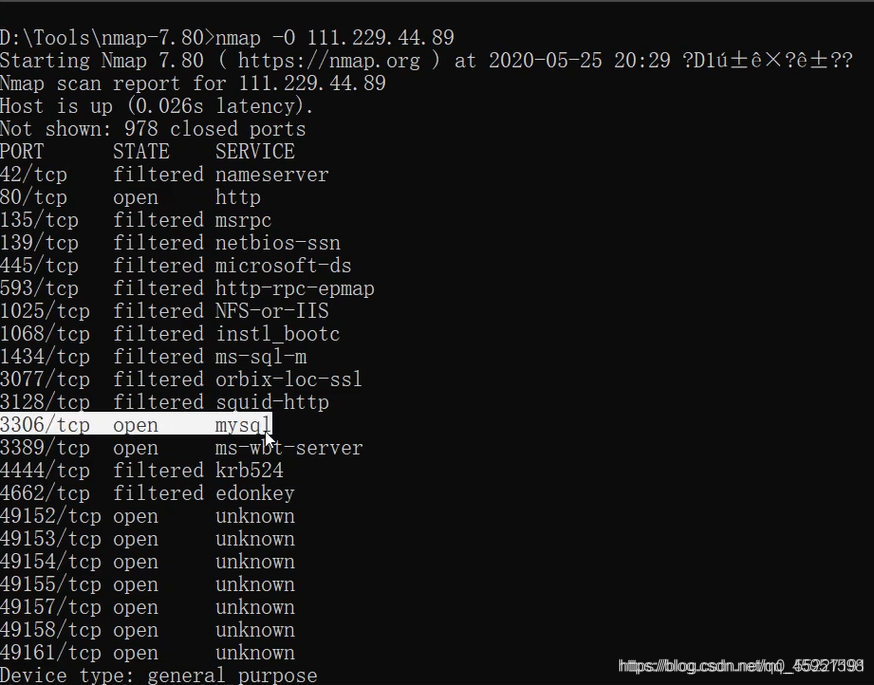 D:\Tools\nmap-7.80>nmap -O 111.229.44.89
Starting Nmap 7.80 ( https://nmap.org ) at 2020-05-25 20:29 ?D1ú±ê×?ê±??
Nmap scan report for 111.229.44.89
Host is up (0.026s latency).
Not shown: 978 closed ports
PORT      STATE    SERVICE
42/tcp    filtered nameserver
80/tcp    open     http
135/tcp   filtered msrpc
139/tcp   filtered netbios-ssn
445/tcp   filtered microsoft-ds
593/tcp   filtered http-rpc-epmap
1025/tcp  filtered NFS-or-IIS
1068/tcp  filtered instl_bootc
1434/tcp  filtered ms-sql-m
3077/tcp  filtered orbix-loc-ssl
3128/tcp  filtered squid-http
3306/tcp  open     mysql
3389/tcp  open     ms-wbt-server
4444/tcp  filtered krb524
4662/tcp  filtered edonkey
49152/tcp open     unknown
49153/tcp open     unknown
49154/tcp open     unknown
49155/tcp open     unknown
49157/tcp open     unknown
49158/tcp open     unknown
49161/tcp open     unknown
Device type: general purpose